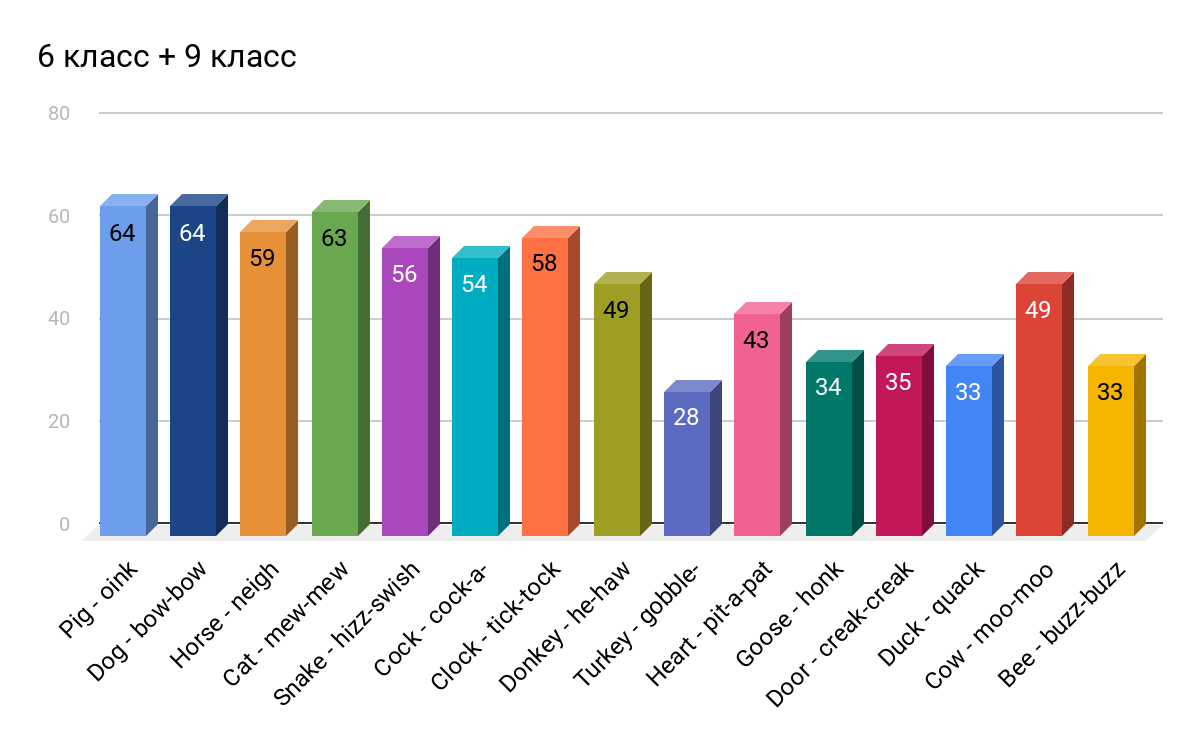 6 класс + 9 класс
80
60
40
20
0
64
64
59
63
56
54
58
49
28
43
34
35
33
49
33
Pig - oink
Dog - bow-bow
Horse - neigh
Cat - mew-mew
Snake - hizz-swish
Cock - cock-a-
Clock - tick-tock
Donkey - he-haw
Turkey - gobble-
Heart - pit-a-pat
Goose - honk
Door - creak-creak
Duck - quack
Cow - moo-moo
Bee - buzz-buzz